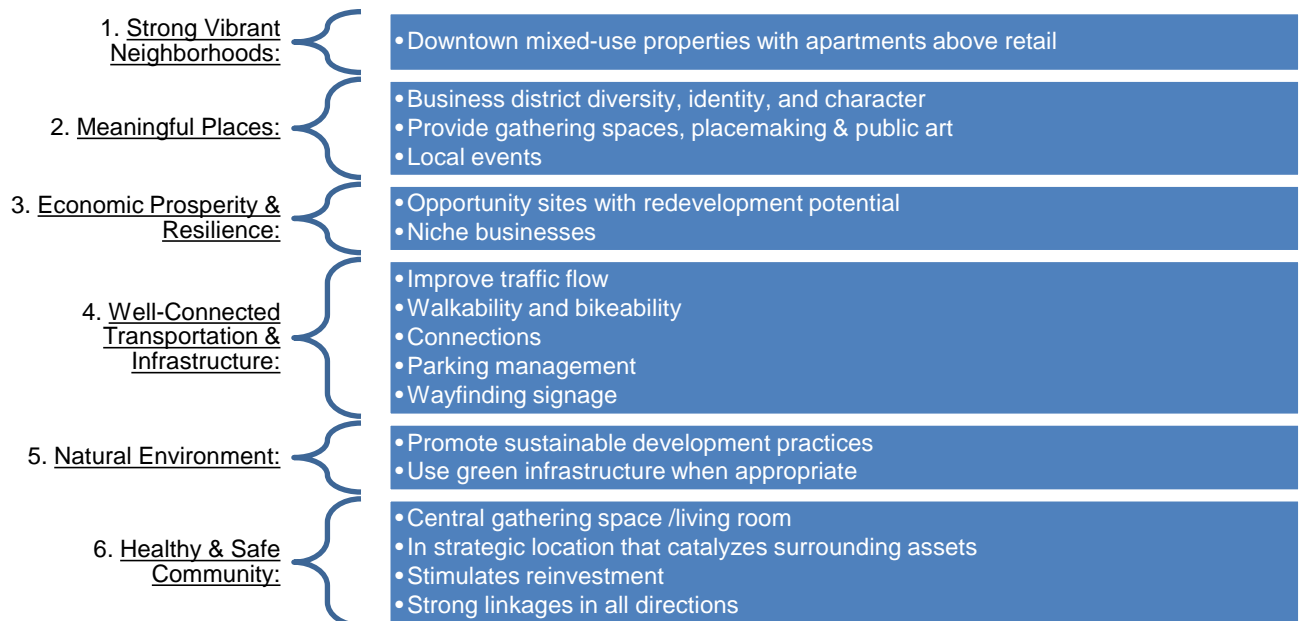 1. Strong Vibrant
Neighborhoods:
•Downtown mixed-use properties with apartments above retail
2. Meaningful Places:
•Business district diversity, identity, and character
•Provide gathering spaces, placemaking & public art
•Local events
3. Economic Prosperity &
Resilience:
•Opportunity sites with redevelopment potential
•Niche businesses
4. Well-Connected
Transportation &
Infrastructure:
•Improve traffic flow
•Walkability and bikeability
•Connections
•Parking management
•Wayfinding signage
5. Natural Environment:
•Promote sustainable development practices
•Use green infrastructure when appropriate
6. Healthy & Safe
Community:
•Central gathering space /living room
•In strategic location that catalyzes surrounding assets
•Stimulates reinvestment
•Strong linkages in all directions